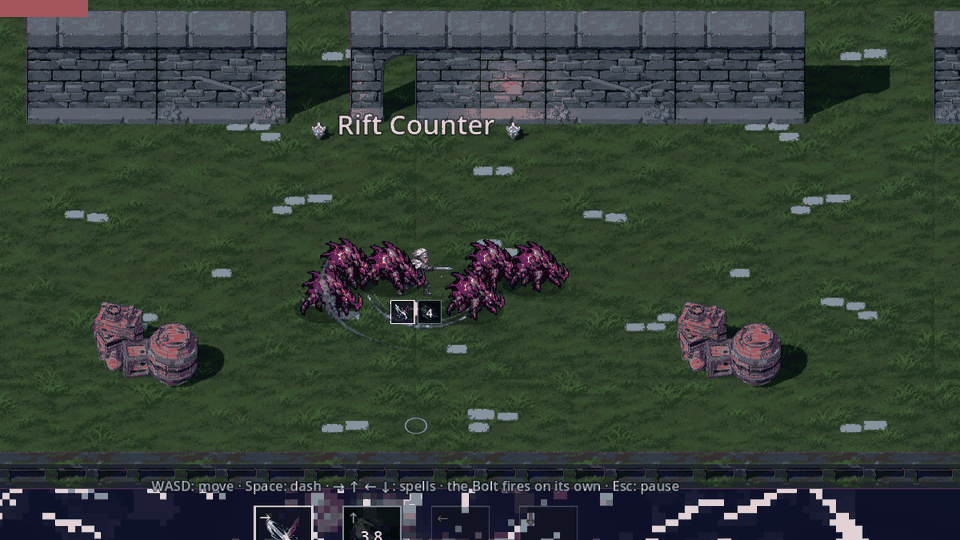 Rift Counter
4
WASD: move · Space: dash · → ↑ ← ↓: spells · the Bolt fires on its own · Esc: pause
→ ↑ ←
3.8